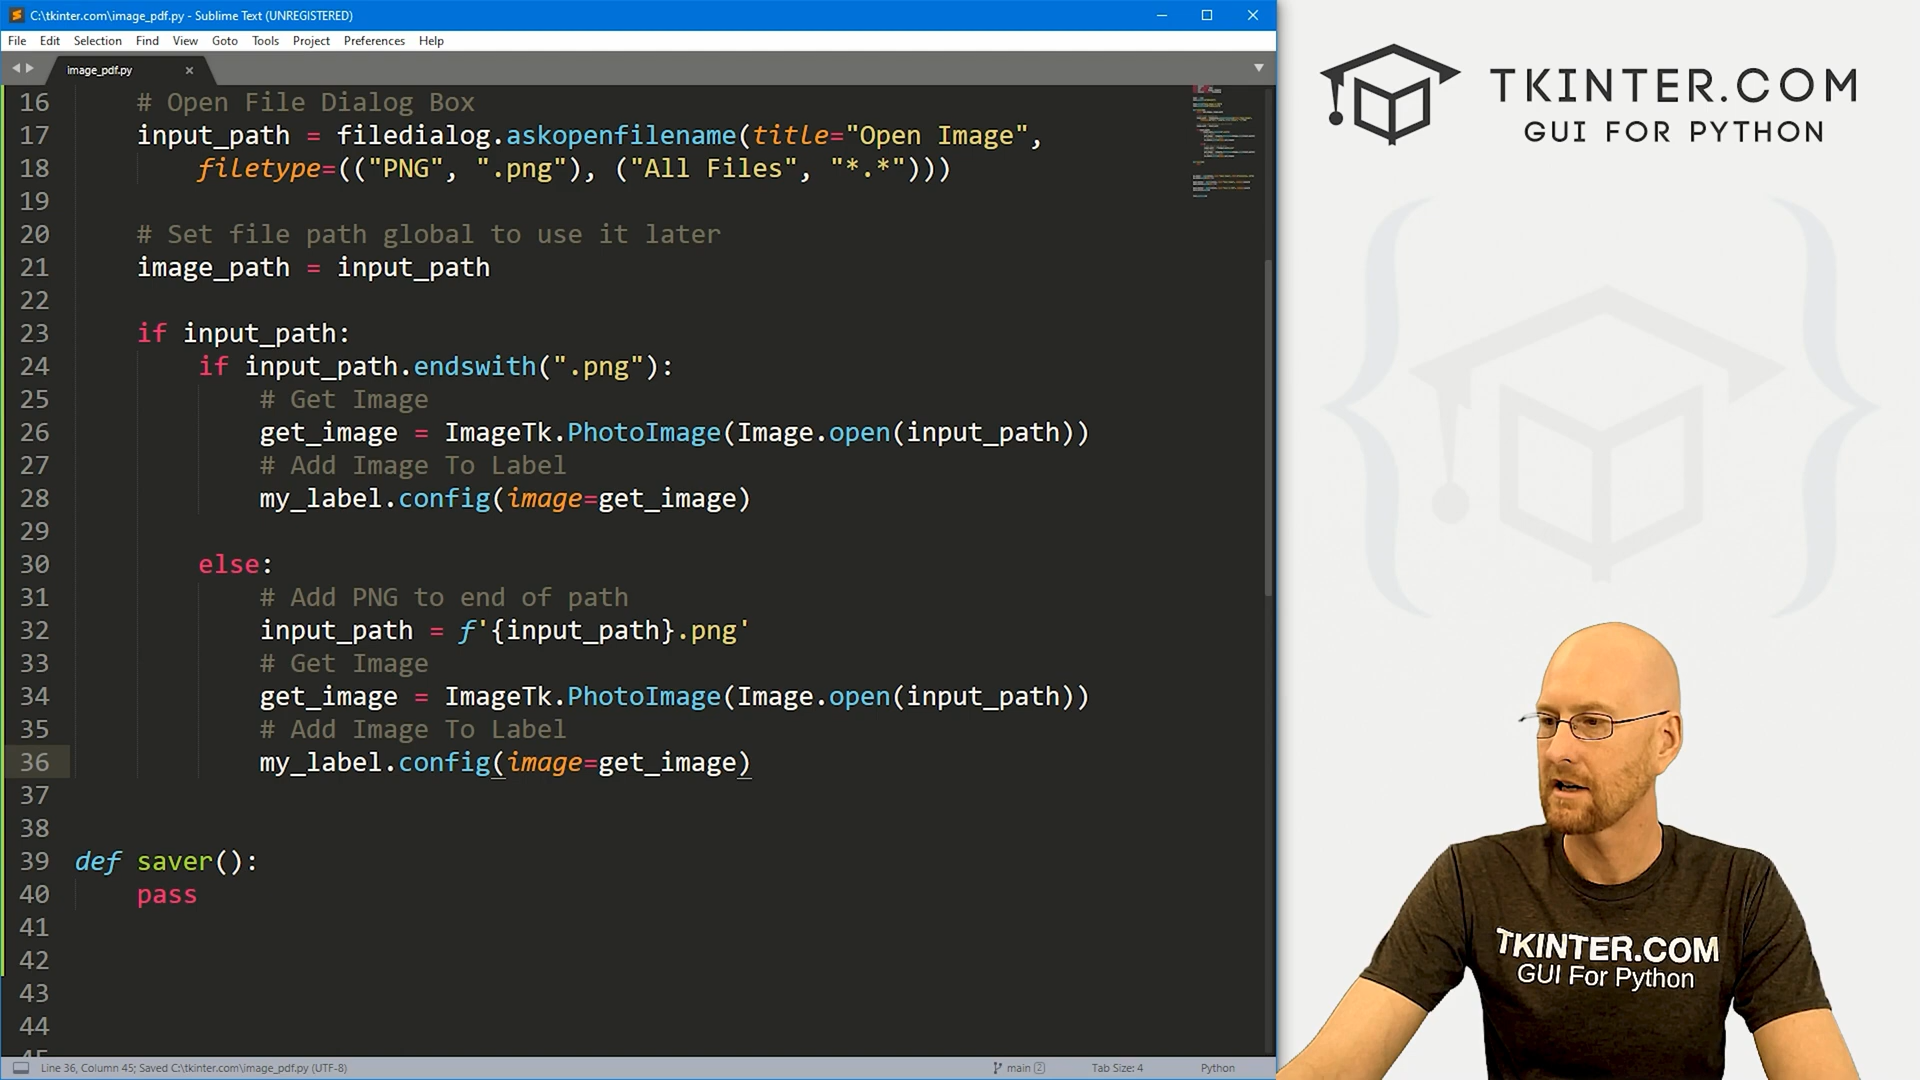 C:\tkinter.com\image_pdf.py - Sublime Text (UNREGISTERED)
File Edit Selection Find View Goto Tools Project Preferences Help
image_pdf.py
16 # Open File Dialog Box
17 input_path = filedialog.askopenfilename(title="Open Image",
18 filetype=(("PNG", ".png"), ("All Files", "*.*")))
19
20 # Set file path global to use it later
21 image_path = input_path
22
23 if input_path:
24 if input_path.endswith(".png"):
25 # Get Image
26 get_image = ImageTk.PhotoImage(Image.open(input_path))
27 # Add Image To Label
28 my_label.config(image=get_image)
29
30 else:
31 # Add PNG to end of path
32 input_path = f'{input_path}.png'
33 # Get Image
34 get_image = ImageTk.PhotoImage(Image.open(input_path))
35 # Add Image To Label
36 my_label.config(image=get_image)
37
38
39 def saver():
40 pass
41
42
43
44
Line 36, Column 45; Saved C:\tkinter.com\image_pdf.py (UTF-8)
main 2
Tab Size: 4
Python
TKINTER.COM
GUI FOR PYTHON
TKINTER.COM
GUI For Python